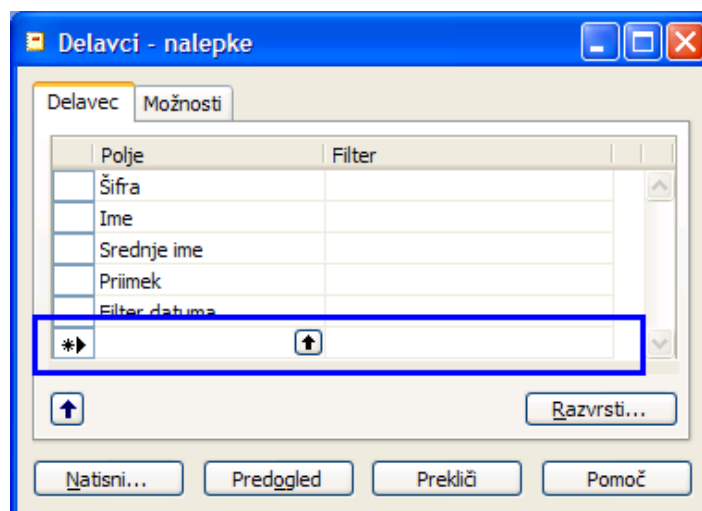 Delavci - nalepke
Delavec Možnosti
Polje Filter
Šifra
Ime
Srednje ime
Priimek
Filter datuma
Razvrsti...
Natisni... Predogled Prekliči Pomoč